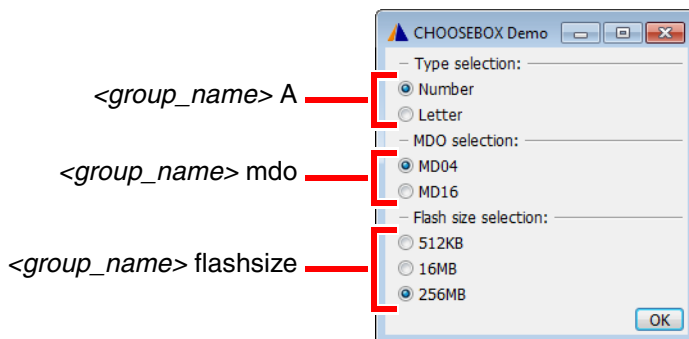 CHOOSEBOX Demo
Type selection:
<group_name> A
Number
Letter
MDO selection:
<group_name> mdo
MD04
MD16
Flash size selection:
<group_name> flashsize
512KB
16MB
256MB
OK